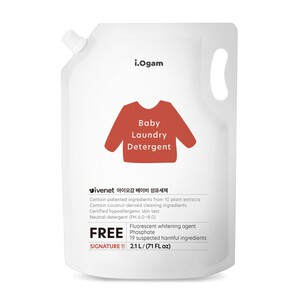 i.Ogam
Baby
Laundry
Detergent
ivenet 아이오감 베이비 섬유세제
Contain patented ingredients from 10 plant extracts
Contain coconut-derived cleaning ingredients
Certified hypoallergenic skin test
Neutral detergent (PH 6.0~8.0)
FREE
Fluorescent whitening agent
Phosphate
19 suspected harmful ingredients
SIGNATURE 11
2.1 L / (71 fl oz)